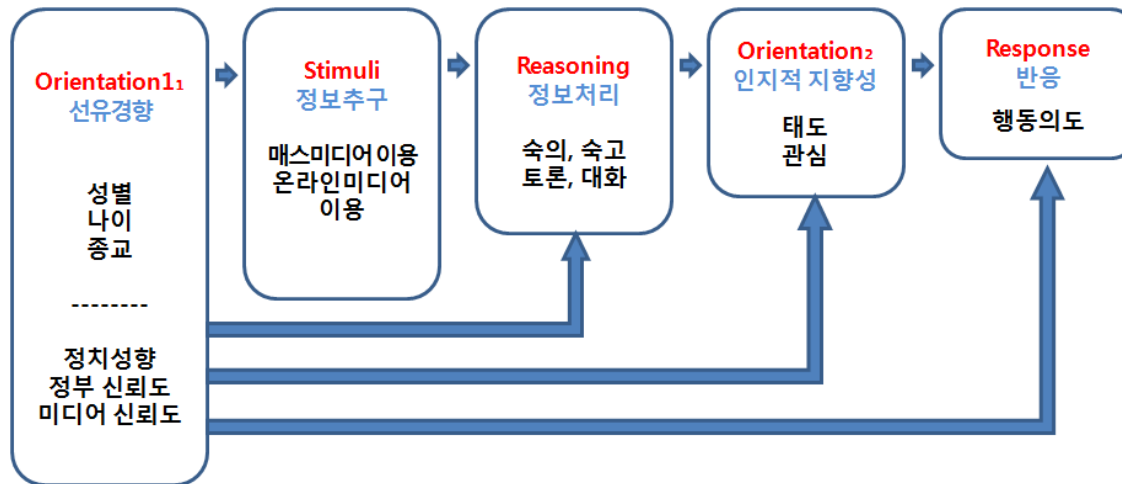 Orientation1₁
선유경향
성별
나이
종교
--------
정치성향
정부 신뢰도
미디어 신뢰도
Stimuli
정보추구
매스미디어 이용
온라인미디어
이용
Reasoning
정보처리
숙의, 숙고
토론, 대화
Orientation₂
인지적 지향성
태도
관심
Response
반응
행동의도